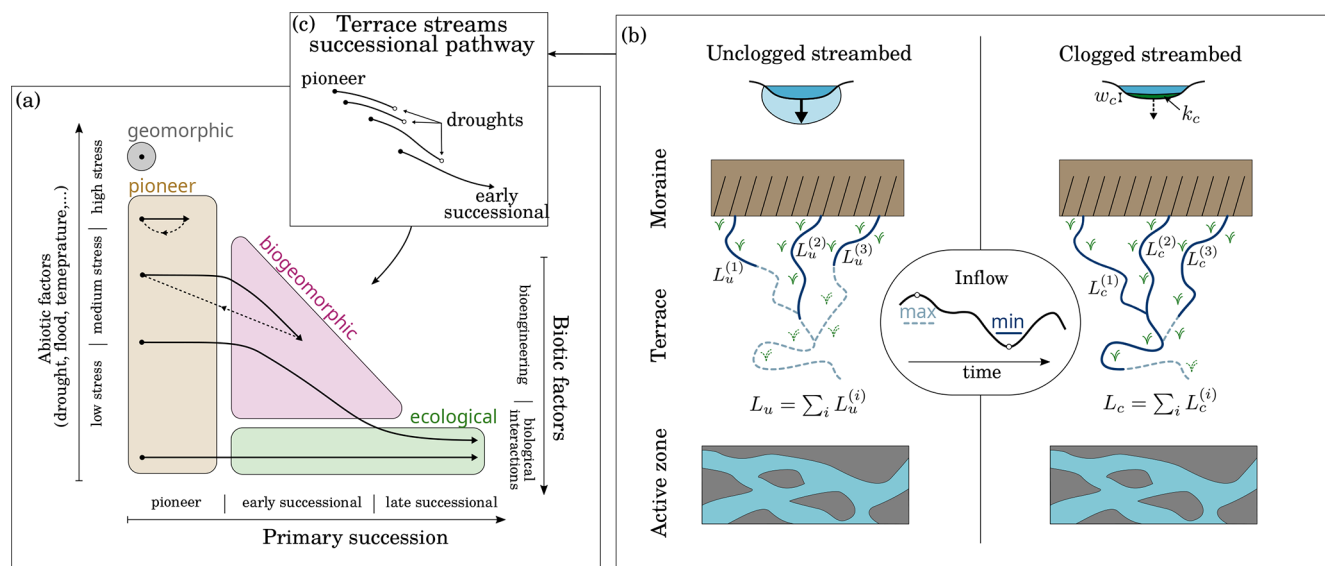 (a)
geomorphic
pioneer
biogeomorphic
ecological
Abiotic factors
(drought, flood, temeprature,...)
low stress | medium stress | high stress
bioengineering | biological
interactions
Biotic factors
pioneer | early successional | late successional
Primary succession
(c)
Terrace streams
successional pathway
pioneer
droughts
early
successional
(b)
Unclogged streambed
Clogged streambed
w_c
k_c
Moraine
Terrace
Active zone
L_u^{(1)}
L_u^{(2)}
L_u^{(3)}
L_c^{(1)}
L_c^{(2)}
L_c^{(3)}
Inflow
max
min
time
L_u = ∑_i L_u^{(i)}
L_c = ∑_i L_c^{(i)}